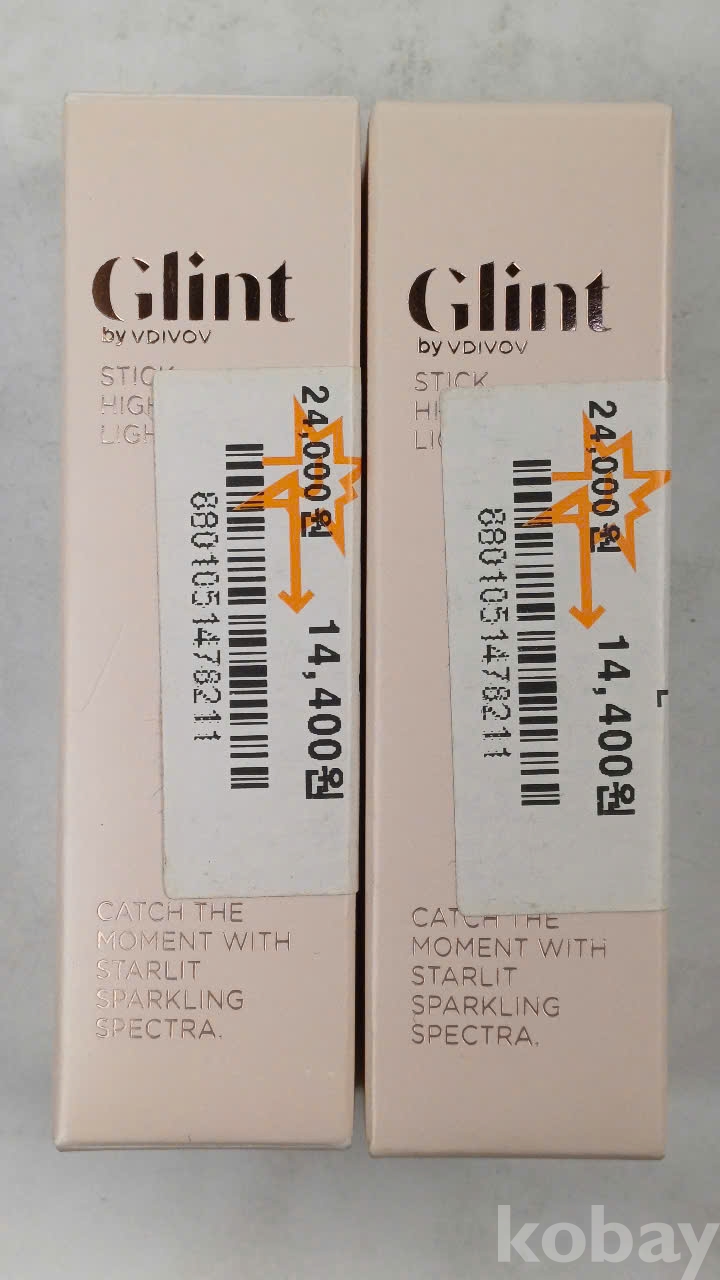 Glint
by VDIVOV
STICK
HIGH
LIGH
24,000원
14,400원
8801051478211
CATCH THE
MOMENT WITH
STARLIT
SPARKLING
SPECTRA.
Glint
by VDIVOV
STICK
24,000원
14,400원
8801051478211
CATCH THE
MOMENT WITH
STARLIT
SPARKLING
SPECTRA.
kobay